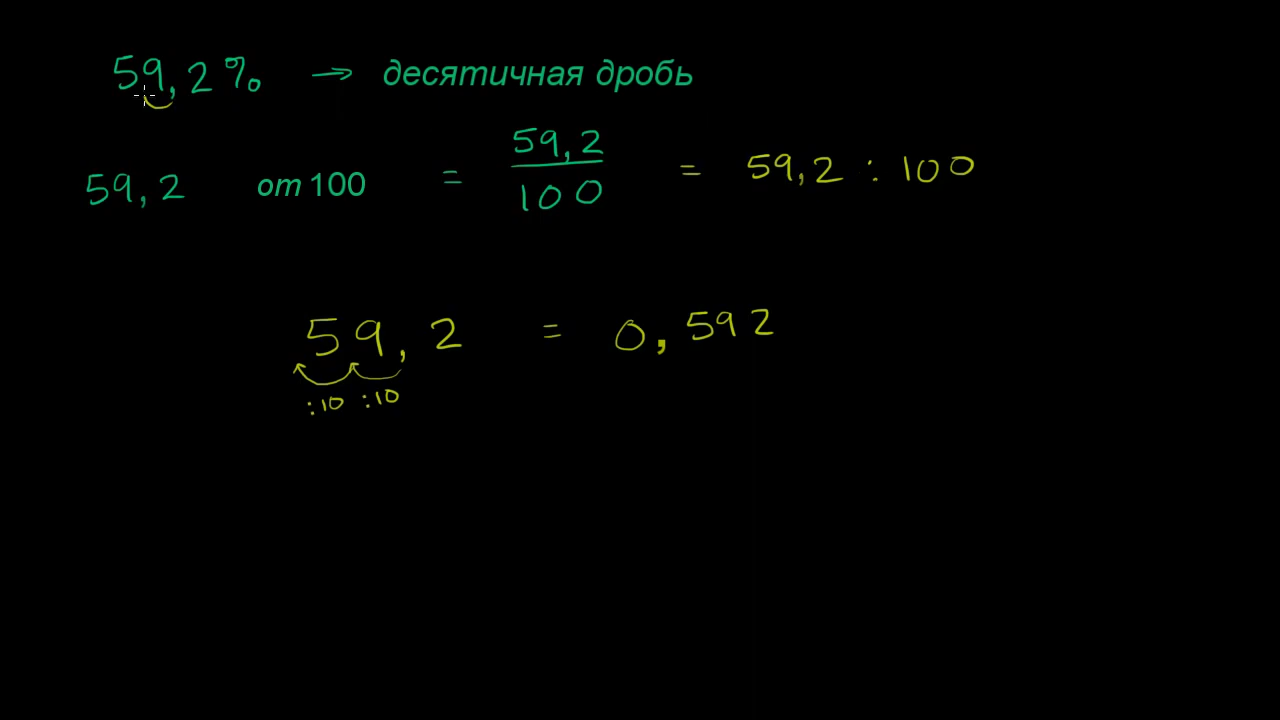 59,2% → десятичная дробь
59,2 от 100 = 59,2/100 = 59,2 : 100
59,2 = 0,592
:10 :10